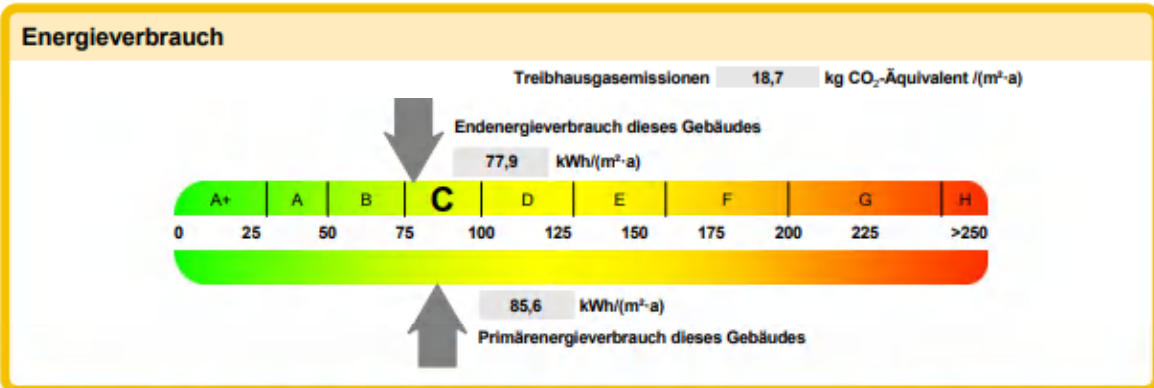 Energieverbrauch
Treibhausgasemissionen 18,7 kg CO₂-Äquivalent /(m²·a)
Endenergieverbrauch dieses Gebäudes
77,9 kWh/(m²·a)
A+ A B C D E F G H
0 25 50 75 100 125 150 175 200 225 >250
85,6 kWh/(m²·a)
Primärenergieverbrauch dieses Gebäudes